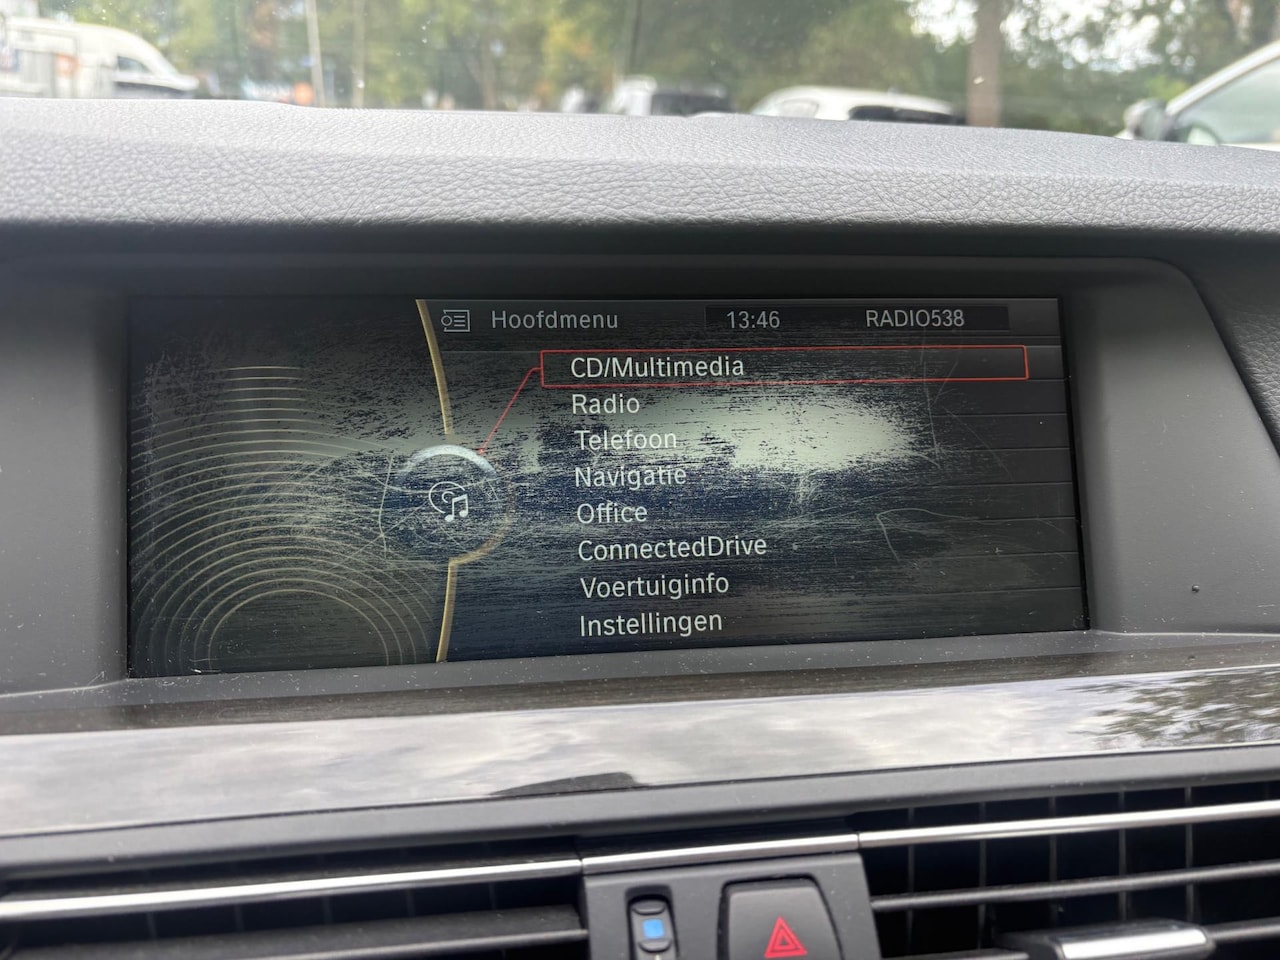 Hoofdmenu 13:46 RADIO538
CD/Multimedia
Radio
Telefoon
Navigatie
Office
ConnectedDrive
Voertuiginfo
Instellingen